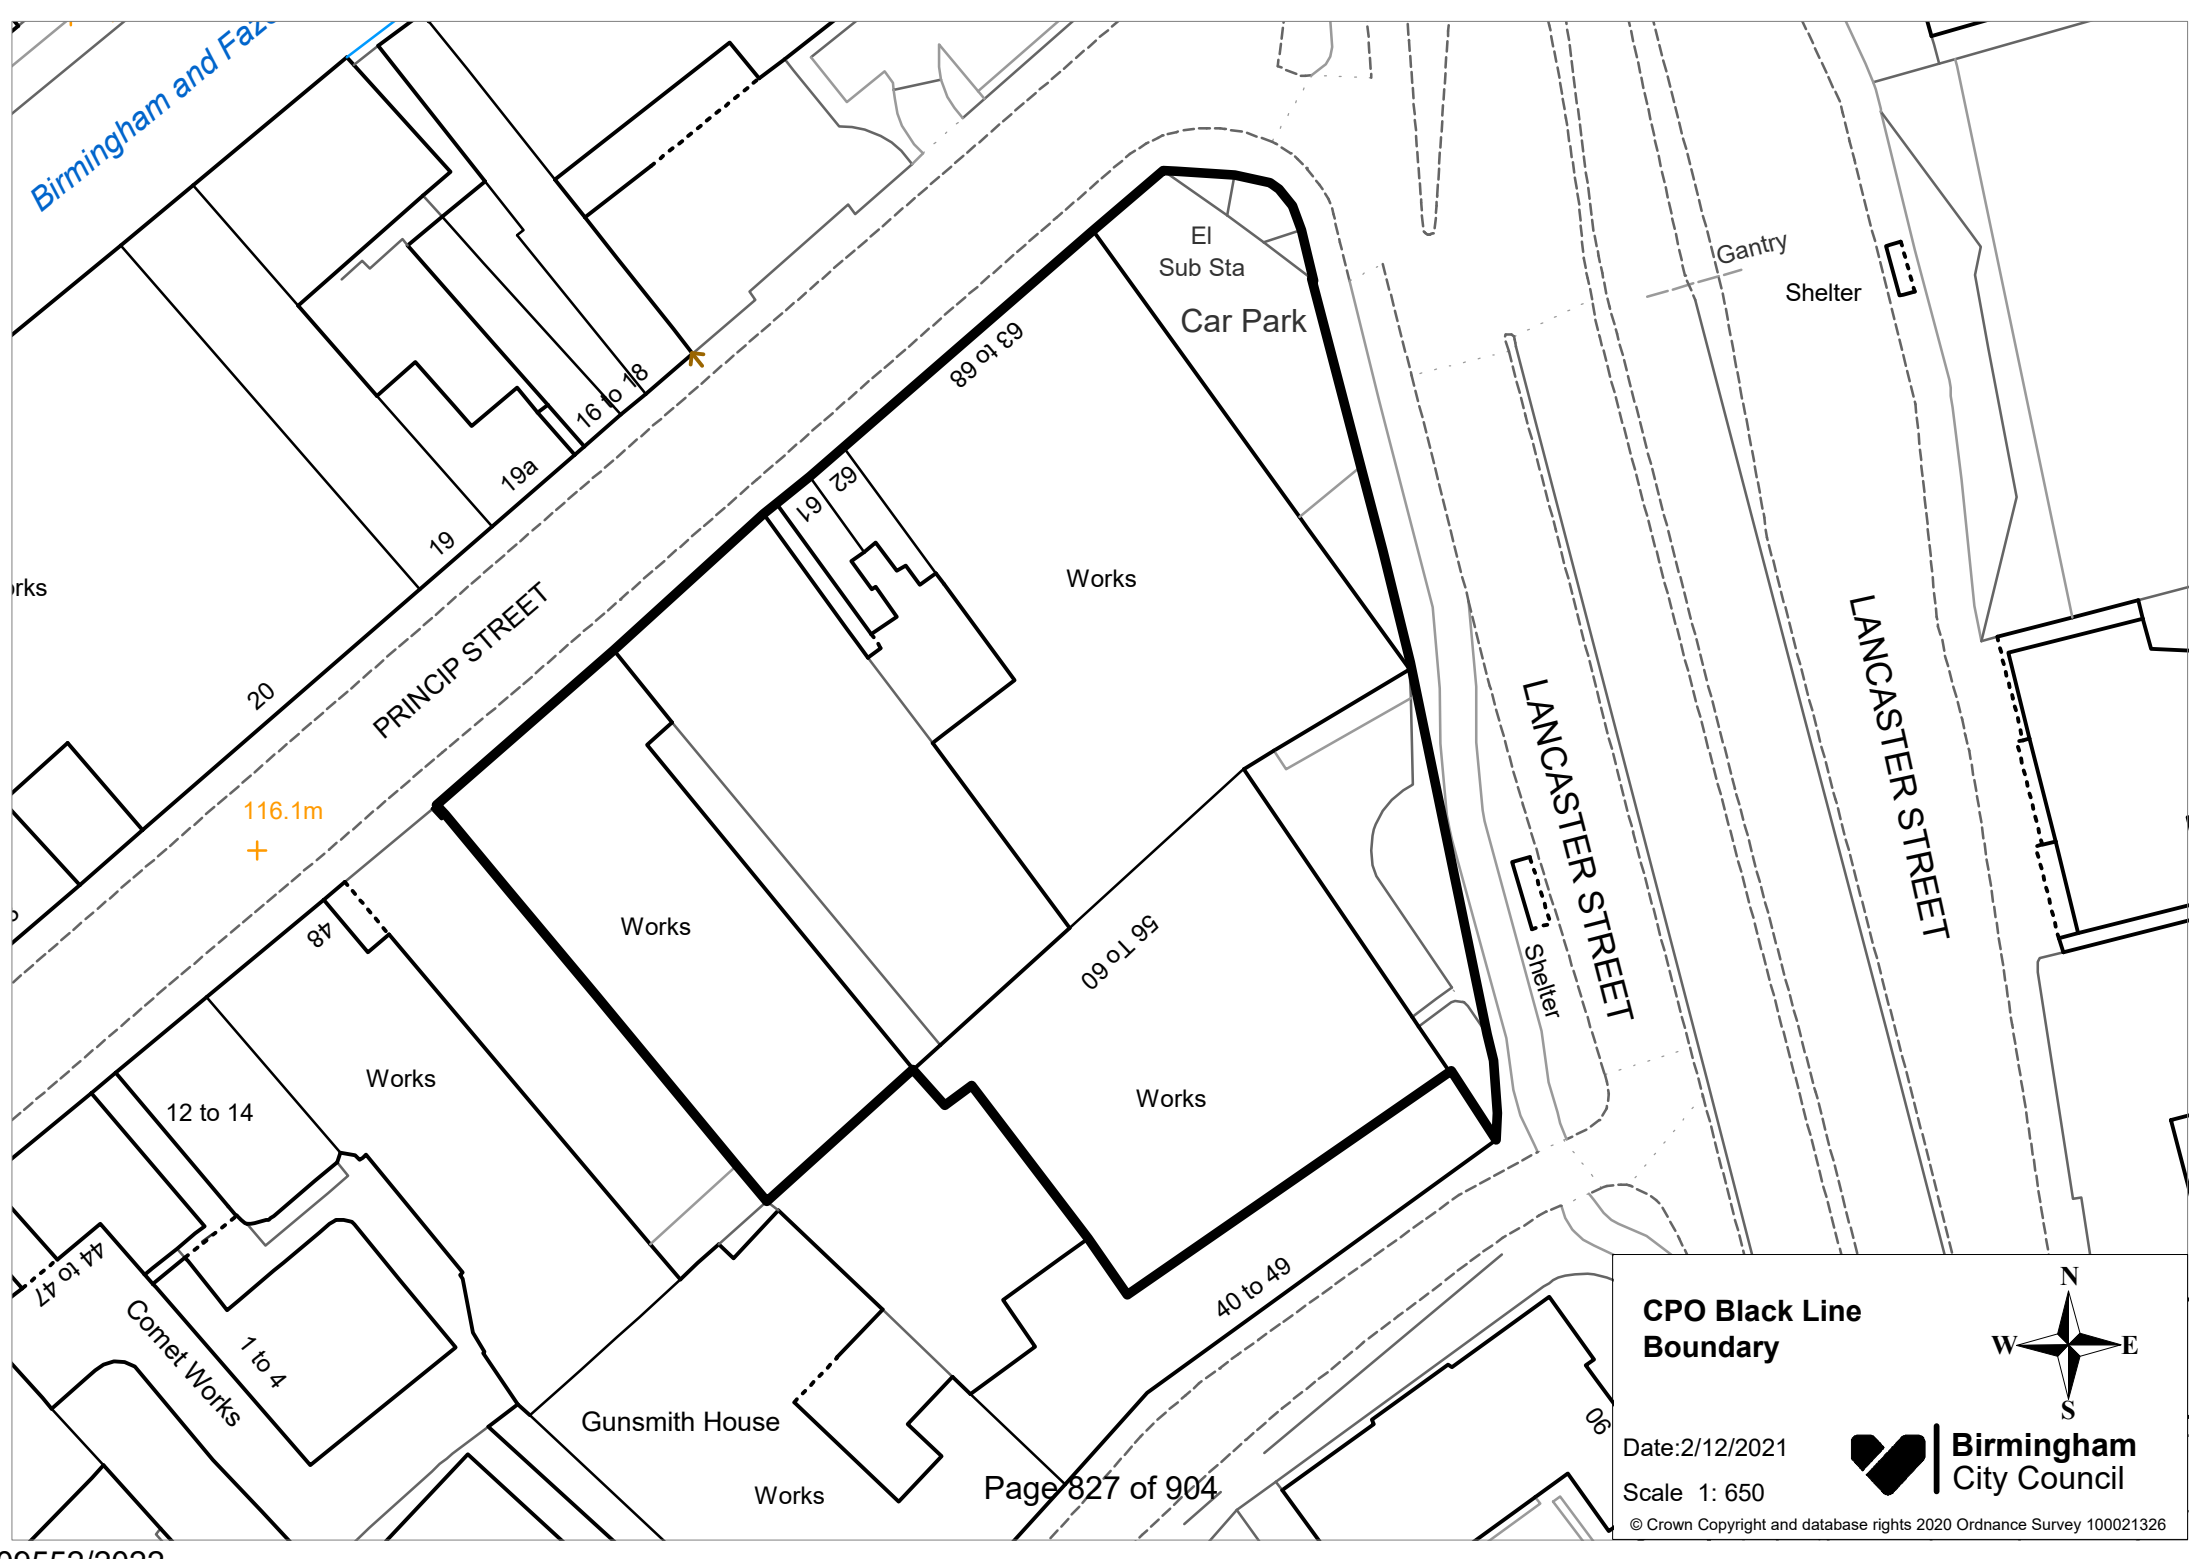 Birmingham and Faz
El
Sub Sta
Car Park
Gantry
Shelter
63 to 68
16 to 18
19a
19
62
61
Works
20
PRINCIP STREET
LANCASTER STREET
LANCASTER STREET
116.1m
48
Works
56 To 60
Shelter
Works
12 to 14
Works
44 to 47
Comet Works
1 to 4
40 to 49
Gunsmith House
Works
Page 827 of 904
CPO Black Line
Boundary
N
W E
S
Date:2/12/2021
Scale 1: 650
Birmingham
City Council
© Crown Copyright and database rights 2020 Ordnance Survey 100021326